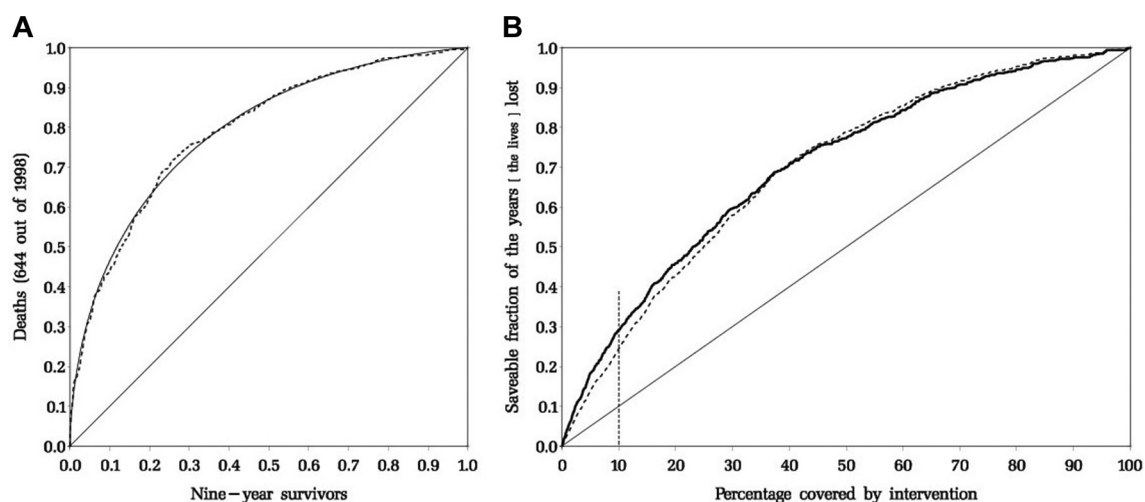 A
Deaths (644 out of 1998)
1.0
0.9
0.8
0.7
0.6
0.5
0.4
0.3
0.2
0.1
0.0
0.0 0.1 0.2 0.3 0.4 0.5 0.6 0.7 0.8 0.9 1.0
Nine-year survivors
B
Saveable fraction of the years [ the lives ] lost
1.0
0.9
0.8
0.7
0.6
0.5
0.4
0.3
0.2
0.1
0.0
0 10 20 30 40 50 60 70 80 90 100
Percentage covered by intervention